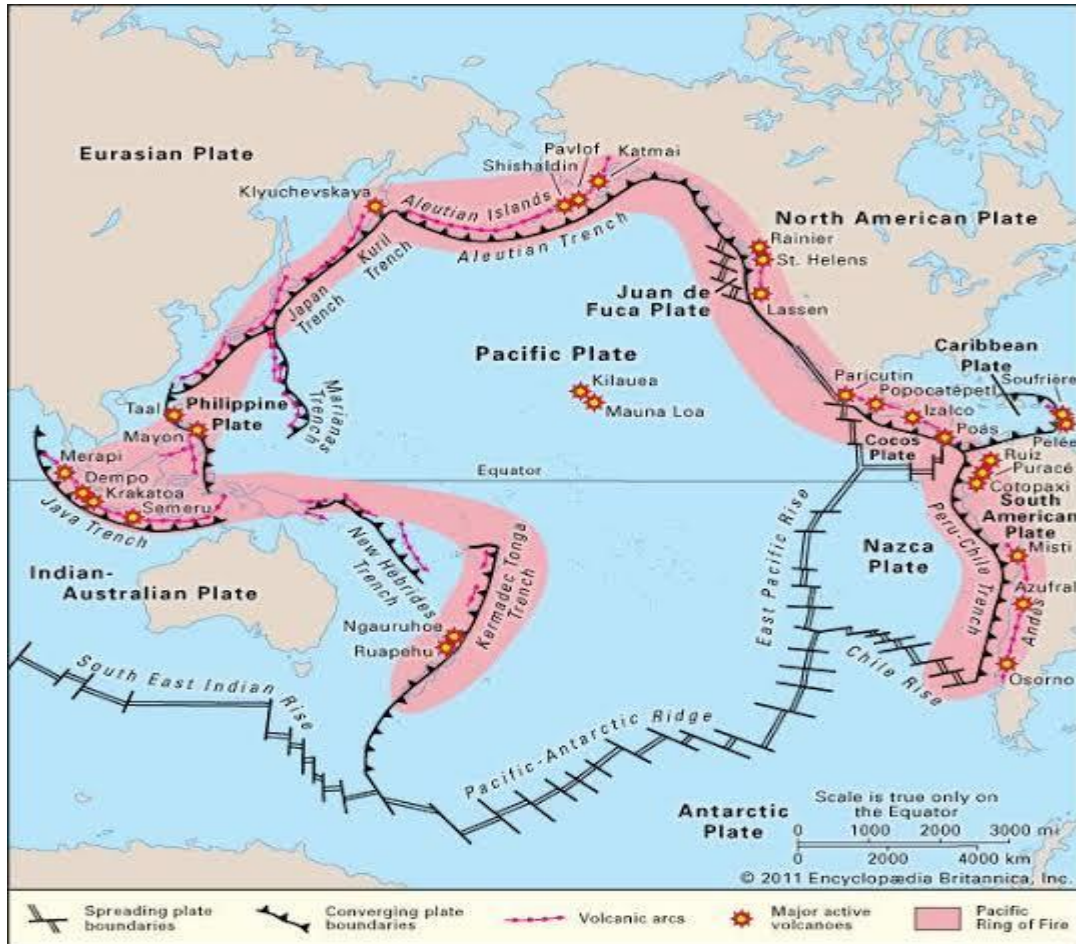 Eurasian Plate
Pavlof
Shishaldin
Katmai
Klyuchevskaya
Aleutian Islands
Kuril
Trench
Aleutian Trench
North American Plate
Rainier
St. Helens
Japan
Trench
Juan de
Fuca Plate
Lassen
Pacific Plate
Caribbean
Plate
Kilauea
Soufrière
Mauna Loa
Paricutin
Popocatépetl
Izalco
Taal
Philippine
Plate
Marianas
Trench
Mayon
Poás
Cocos
Plate
Pelée
Merapi
Ruiz
Dempo
Puracé
Krakatoa
Equator
Cotopaxi
Java Trench
Semeru
South
American
Plate
Indian-
Australian Plate
New Hebrides
Trench
Kermadec Tonga
Trench
East Pacific Rise
Nazca
Plate
Peru-Chile Trench
Misti
Azufral
Andes
Ngauruhoe
Ruapehu
South East Indian Rise
Chile Rise
Osorno
Pacific-Antarctic Ridge
Antarctic
Plate
Scale is true only on
the Equator
0 1000 2000 3000 mi
0 2000 4000 km
© 2011 Encyclopædia Britannica, Inc.
Spreading plate
boundaries
Converging plate
boundaries
Volcanic arcs
Major active
volcanoes
Pacific
Ring of Fire